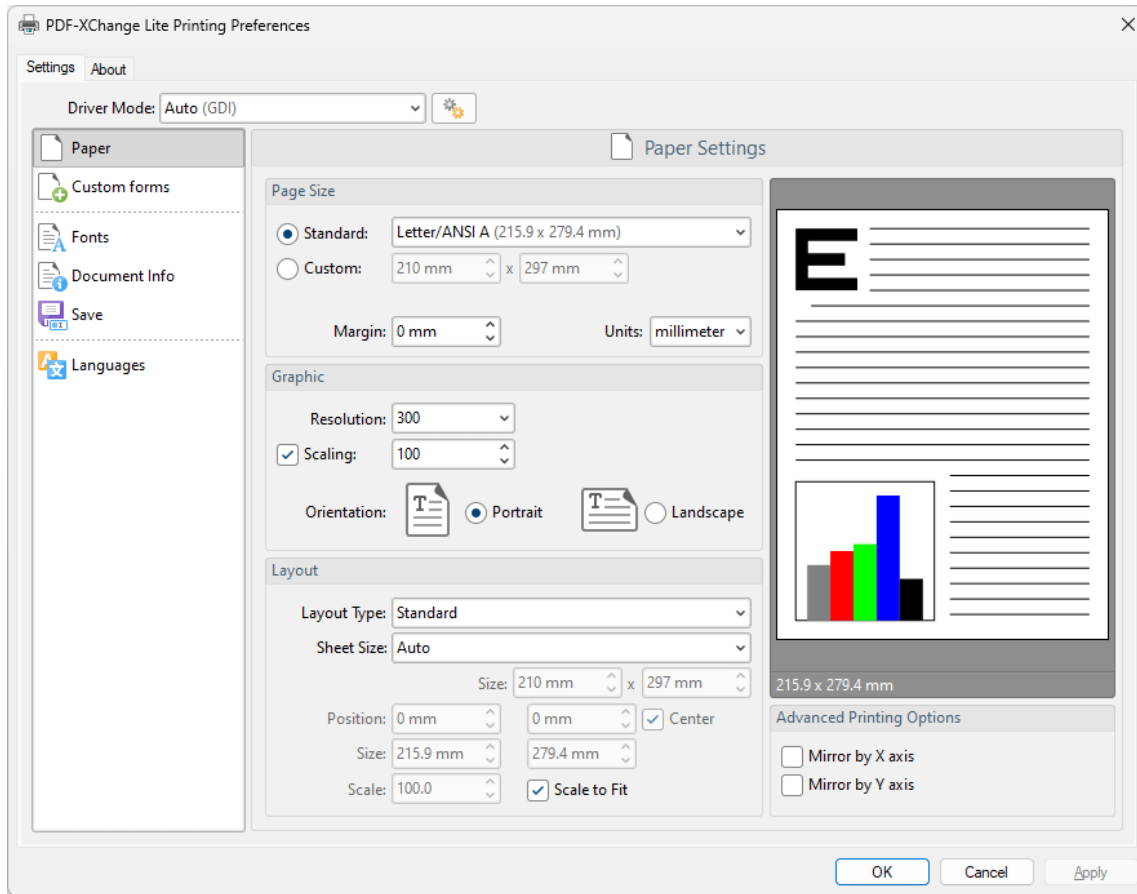 PDF-XChange Lite Printing Preferences
Settings About
Driver Mode: Auto (GDI)
Paper
Custom forms
Fonts
Document Info
Save
Languages
Paper Settings
Page Size
Standard: Letter/ANSI A (215.9 x 279.4 mm)
Custom: 210 mm x 297 mm
Margin: 0 mm Units: millimeter
Graphic
Resolution: 300
Scaling: 100
Orientation: T Portrait T Landscape
Layout
Layout Type: Standard
Sheet Size: Auto
Size: 210 mm x 297 mm
Position: 0 mm 0 mm Center
Size: 215.9 mm 279.4 mm
Scale: 100.0 Scale to Fit
E
215.9 x 279.4 mm
Advanced Printing Options
Mirror by X axis
Mirror by Y axis
OK Cancel Apply